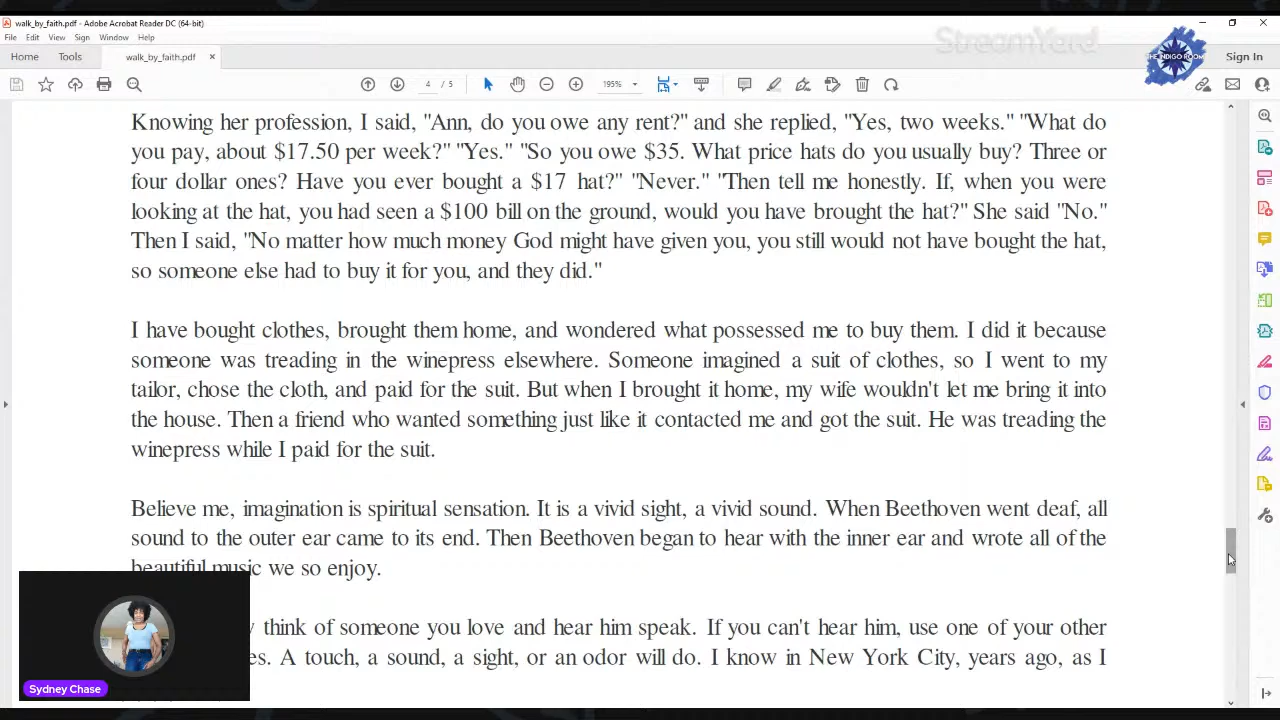 walk_by_faith.pdf - Adobe Acrobat Reader DC (64-bit)
File Edit View Sign Window Help
StreamYard
THE INDIGO ROOM
Home Tools walk_by_faith.pdf Sign In
4 / 5 195%
Knowing her profession, I said, "Ann, do you owe any rent?" and she replied, "Yes, two weeks." "What do
you pay, about $17.50 per week?" "Yes." "So you owe $35. What price hats do you usually buy? Three or
four dollar ones? Have you ever bought a $17 hat?" "Never." "Then tell me honestly. If, when you were
looking at the hat, you had seen a $100 bill on the ground, would you have brought the hat?" She said "No."
Then I said, "No matter how much money God might have given you, you still would not have bought the hat,
so someone else had to buy it for you, and they did."
I have bought clothes, brought them home, and wondered what possessed me to buy them. I did it because
someone was treading in the winepress elsewhere. Someone imagined a suit of clothes, so I went to my
tailor, chose the cloth, and paid for the suit. But when I brought it home, my wife wouldn't let me bring it into
the house. Then a friend who wanted something just like it contacted me and got the suit. He was treading the
winepress while I paid for the suit.
Believe me, imagination is spiritual sensation. It is a vivid sight, a vivid sound. When Beethoven went deaf, all
sound to the outer ear came to its end. Then Beethoven began to hear with the inner ear and wrote all of the
beautiful music we so enjoy.
think of someone you love and hear him speak. If you can't hear him, use one of your other
A touch, a sound, a sight, or an odor will do. I know in New York City, years ago, as I
Sydney Chase